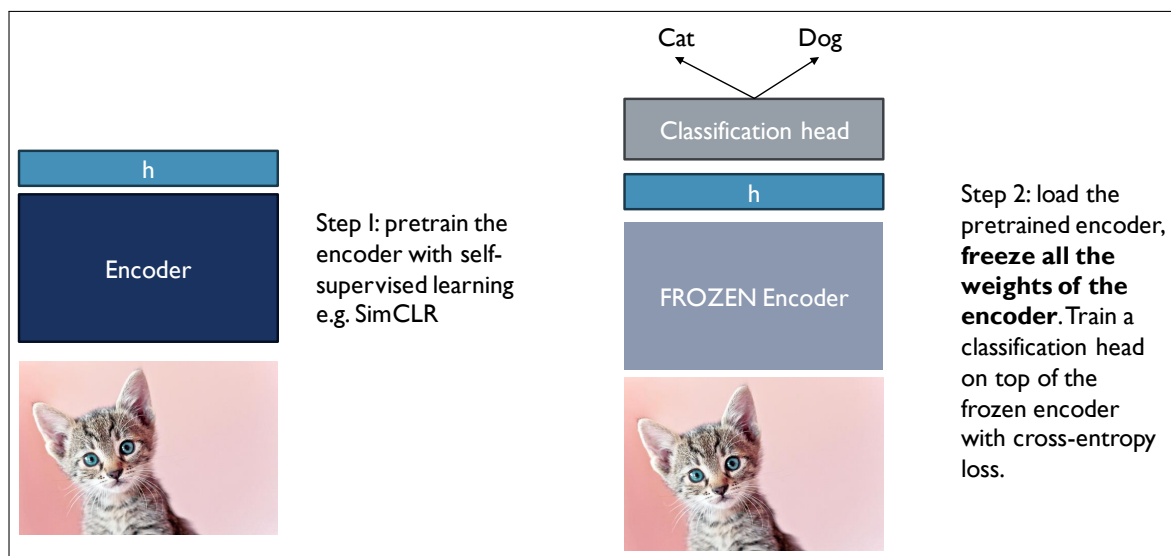 h
Encoder
Step 1: pretrain the
encoder with self-
supervised learning
e.g. SimCLR
Cat
Dog
Classification head
h
FROZEN Encoder
Step 2: load the
pretrained encoder,
freeze all the
weights of the
encoder. Train a
classification head
on top of the
frozen encoder
with cross-entropy
loss.